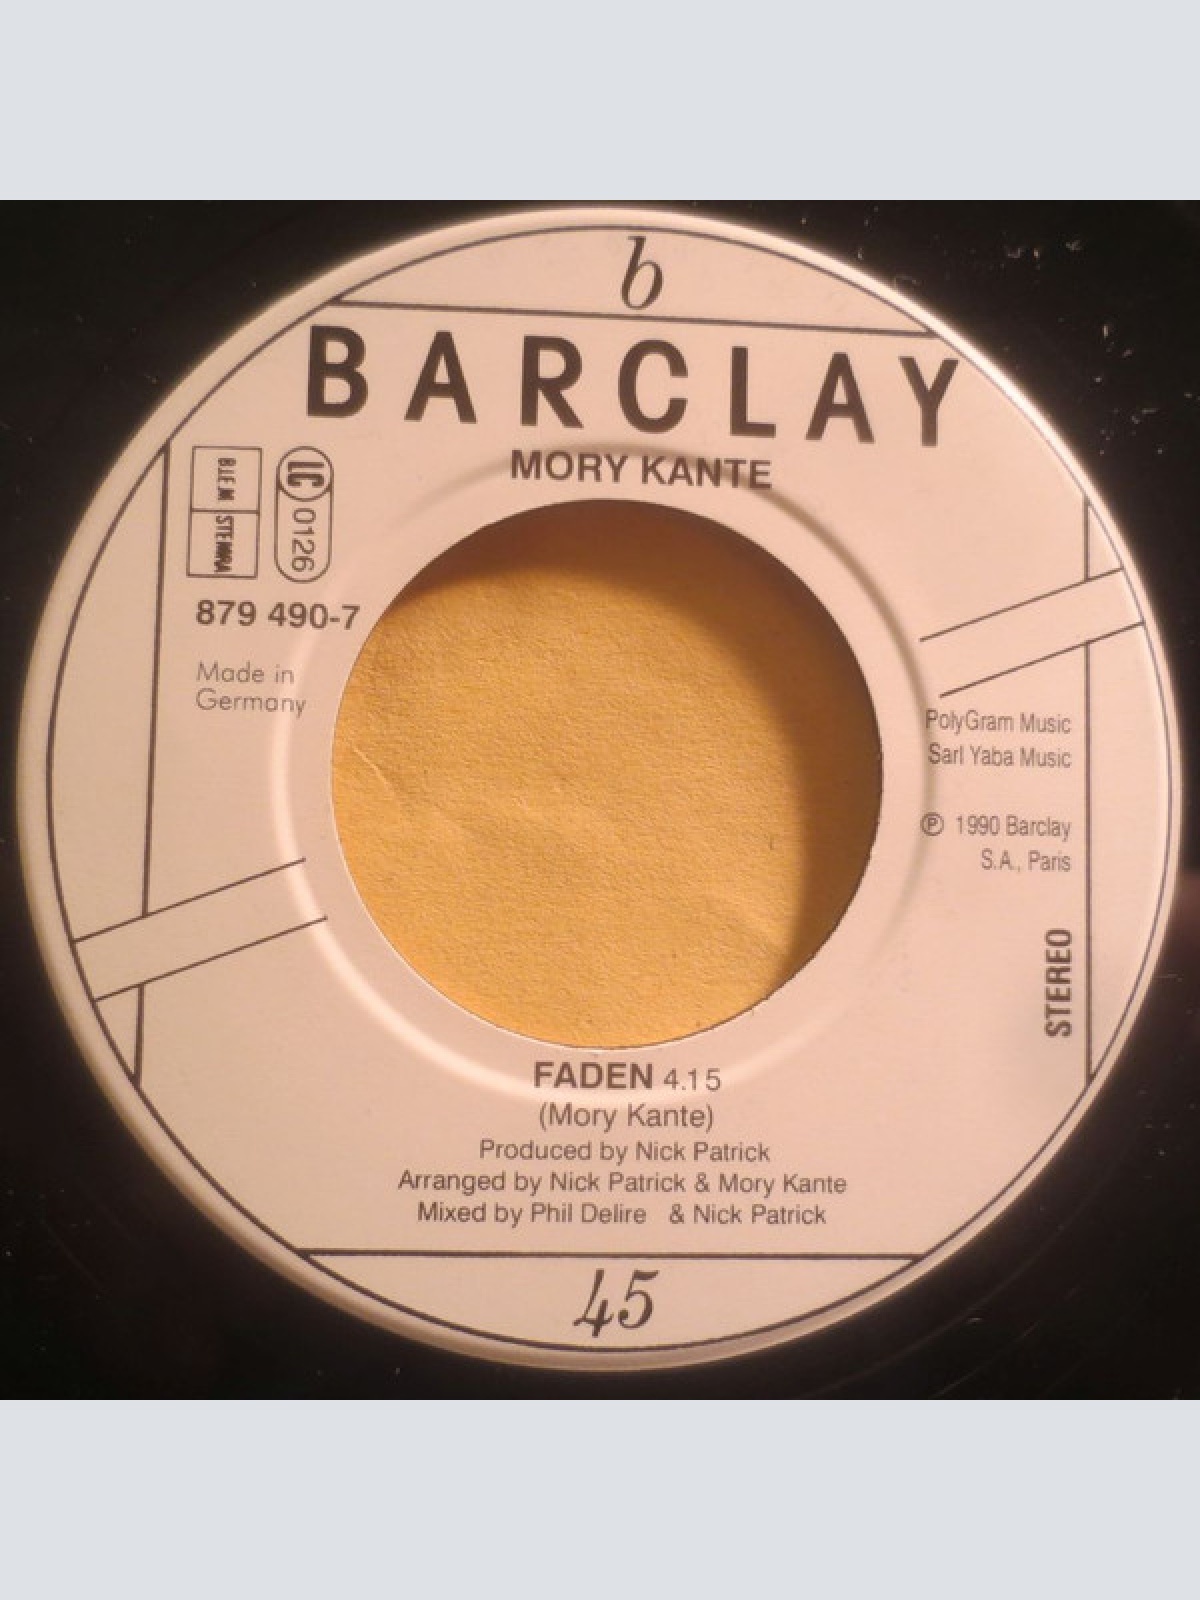 b
BARCLAY
MORY KANTE
BIEM
STEMRA
LC 0126
879 490-7
Made in
Germany
PolyGram Music
Sarl Yaba Music
℗ 1990 Barclay
S.A., Paris
STEREO
FADEN 4.15
(Mory Kante)
Produced by Nick Patrick
Arranged by Nick Patrick & Mory Kante
Mixed by Phil Delire & Nick Patrick
45